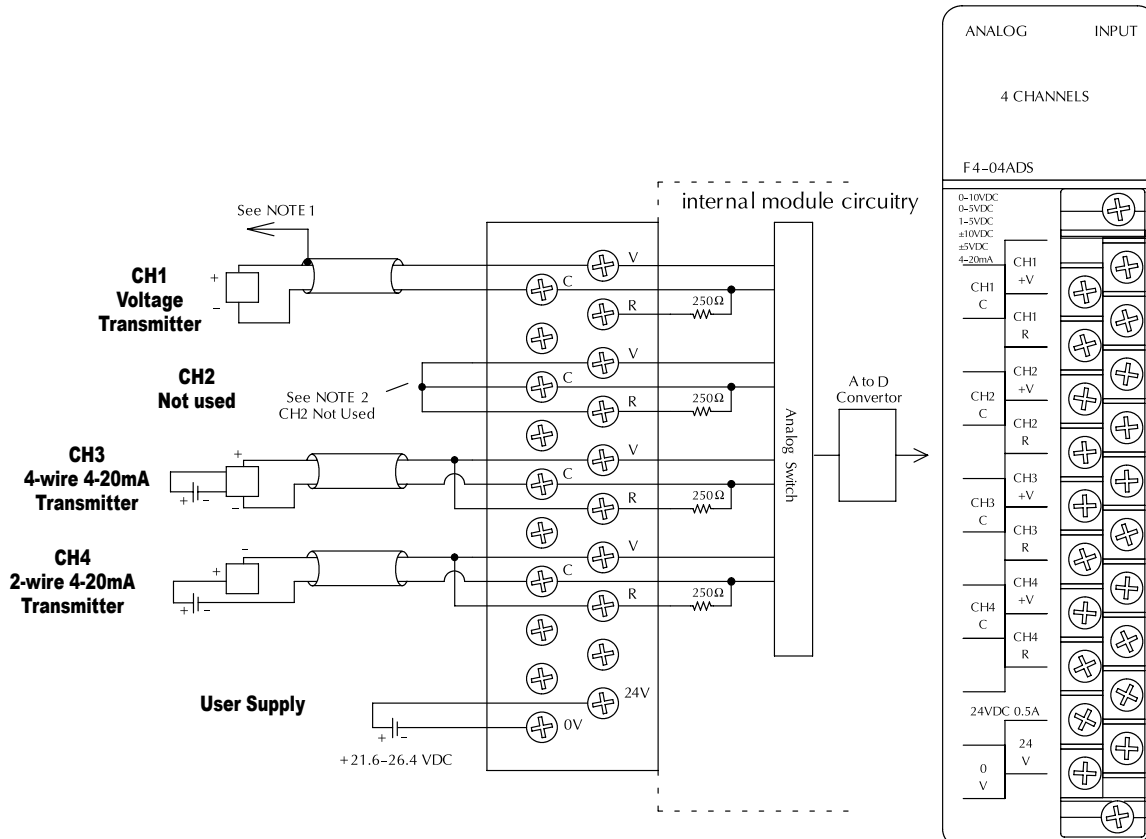 ANALOG INPUT
4 CHANNELS
F4-04ADS
0-10VDC
0-5VDC
1-5VDC
±10VDC
±5VDC
4-20mA
CH1
+V
CH1
C
CH1
R
CH2
+V
CH2
C
CH2
R
CH3
+V
CH3
C
CH3
R
CH4
+V
CH4
C
CH4
R
24VDC 0.5A
24
V
0
V
internal module circuitry
See NOTE 1
CH1
Voltage
Transmitter
+
-
V
C
R
250Ω
CH2
Not used
See NOTE 2
CH2 Not Used
V
C
R
250Ω
CH3
4-wire 4-20mA
Transmitter
+
-
+
-
V
C
R
250Ω
CH4
2-wire 4-20mA
Transmitter
-
+
+
-
V
C
R
250Ω
Analog Switch
A to D
Convertor
User Supply
24V
0V
+
-
+21.6-26.4 VDC